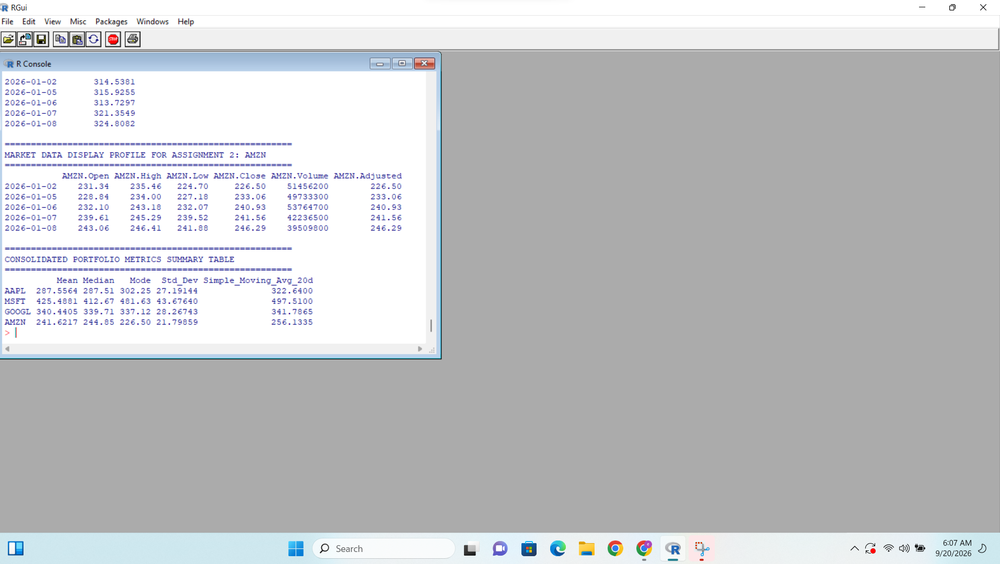 RGui
File Edit View Misc Packages Windows Help
STOP
R Console
2026-01-02 314.5381
2026-01-05 315.9255
2026-01-06 313.7297
2026-01-07 321.3549
2026-01-08 324.8082
=======================================================
MARKET DATA DISPLAY PROFILE FOR ASSIGNMENT 2: AMZN
=======================================================
AMZN.Open AMZN.High AMZN.Low AMZN.Close AMZN.Volume AMZN.Adjusted
2026-01-02 231.34 235.46 224.70 226.50 51456200 226.50
2026-01-05 228.84 234.00 227.18 233.06 49733300 233.06
2026-01-06 232.10 243.18 232.07 240.93 53764700 240.93
2026-01-07 239.61 245.29 239.52 241.56 42236500 241.56
2026-01-08 243.06 246.41 241.88 246.29 39509800 246.29
=======================================================
CONSOLIDATED PORTFOLIO METRICS SUMMARY TABLE
=======================================================
Mean Median Mode Std_Dev Simple_Moving_Avg_20d
AAPL 287.5564 287.51 302.25 27.19144 322.6400
MSFT 425.4881 412.67 481.63 43.67640 497.5100
GOOGL 340.4405 339.71 337.12 28.26743 341.7865
AMZN 241.6217 244.85 226.50 21.79859 256.1335
>
Search
6:07 AM
9/20/2026